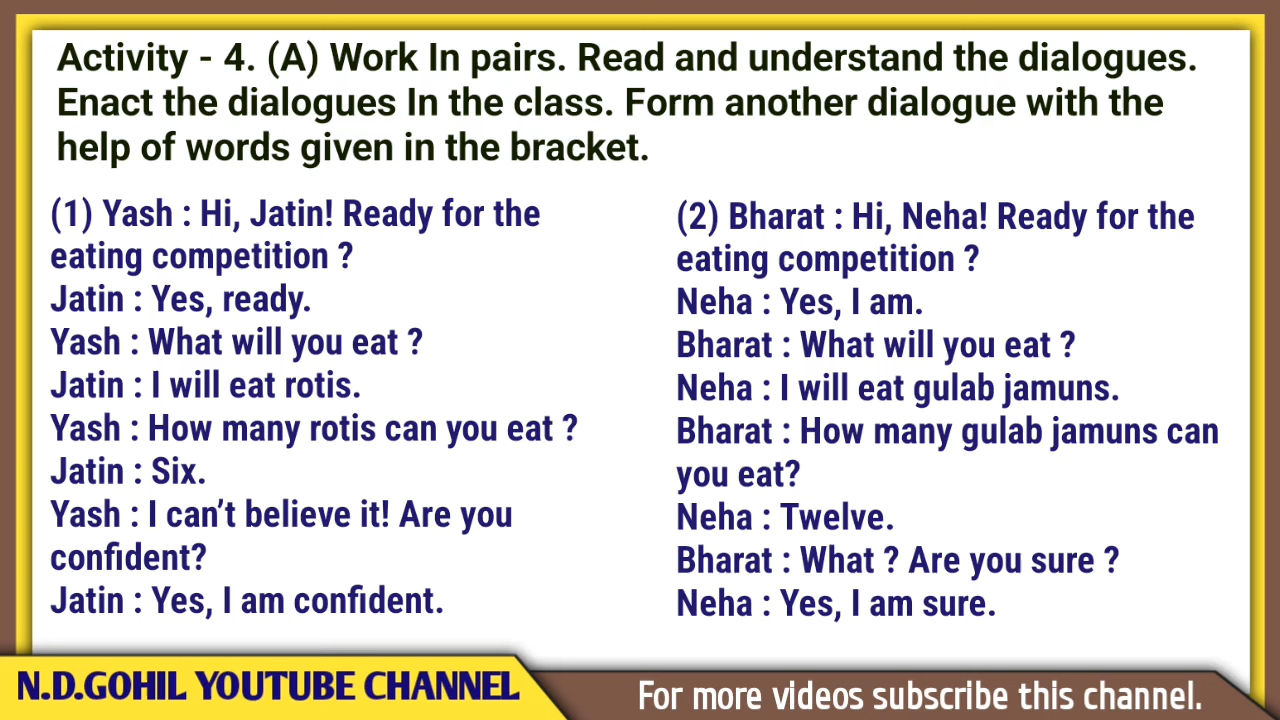 Activity - 4. (A) Work In pairs. Read and understand the dialogues.
Enact the dialogues In the class. Form another dialogue with the
help of words given in the bracket.
(1) Yash : Hi, Jatin! Ready for the
eating competition ?
Jatin : Yes, ready.
Yash : What will you eat ?
Jatin : I will eat rotis.
Yash : How many rotis can you eat ?
Jatin : Six.
Yash : I can’t believe it! Are you
confident?
Jatin : Yes, I am confident.
(2) Bharat : Hi, Neha! Ready for the
eating competition ?
Neha : Yes, I am.
Bharat : What will you eat ?
Neha : I will eat gulab jamuns.
Bharat : How many gulab jamuns can
you eat?
Neha : Twelve.
Bharat : What ? Are you sure ?
Neha : Yes, I am sure.
N.D.GOHIL YOUTUBE CHANNEL
For more videos subscribe this channel.